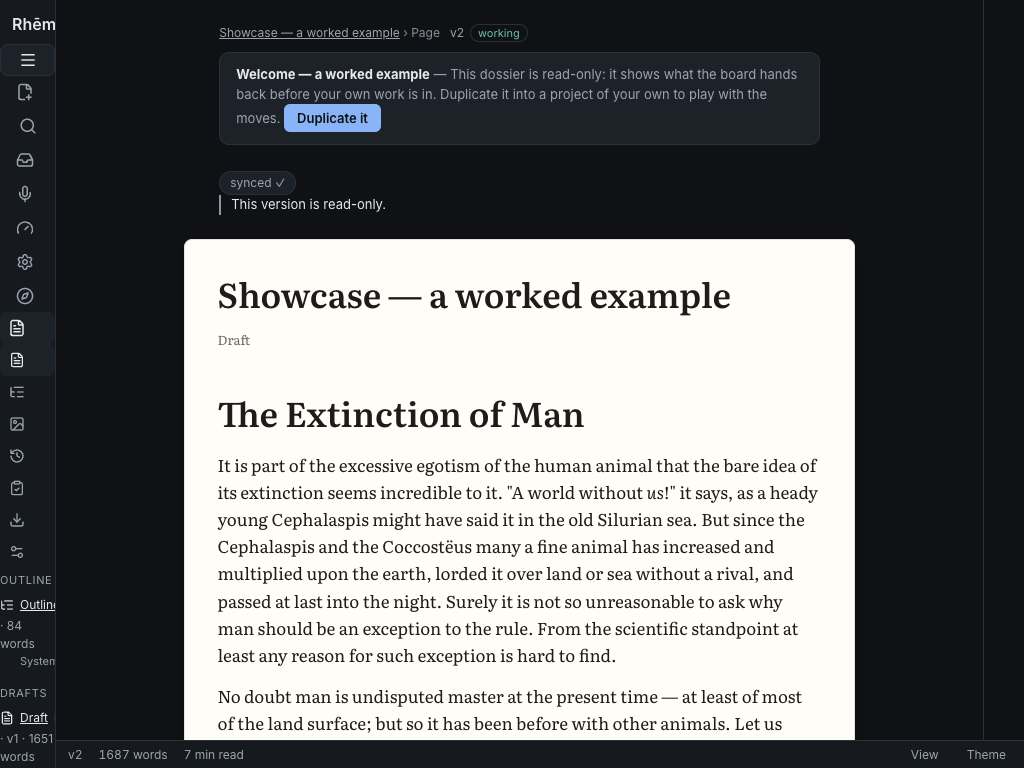 Rhēm
Showcase — a worked example › Page v2 working
Welcome — a worked example — This dossier is read-only: it shows what the board hands
back before your own work is in. Duplicate it into a project of your own to play with the
moves. Duplicate it
synced ✓
This version is read-only.
Showcase — a worked example
Draft
The Extinction of Man
It is part of the excessive egotism of the human animal that the bare idea of
its extinction seems incredible to it. "A world without us!" it says, as a heady
young Cephalaspis might have said it in the old Silurian sea. But since the
Cephalaspis and the Coccostëus many a fine animal has increased and
multiplied upon the earth, lorded it over land or sea without a rival, and
passed at last into the night. Surely it is not so unreasonable to ask why
man should be an exception to the rule. From the scientific standpoint at
least any reason for such exception is hard to find.
No doubt man is undisputed master at the present time — at least of most
of the land surface; but so it has been before with other animals. Let us
OUTLINE
Outline
· 84
words
System
DRAFTS
Draft
· v1 · 1651
words
v2 1687 words 7 min read View Theme